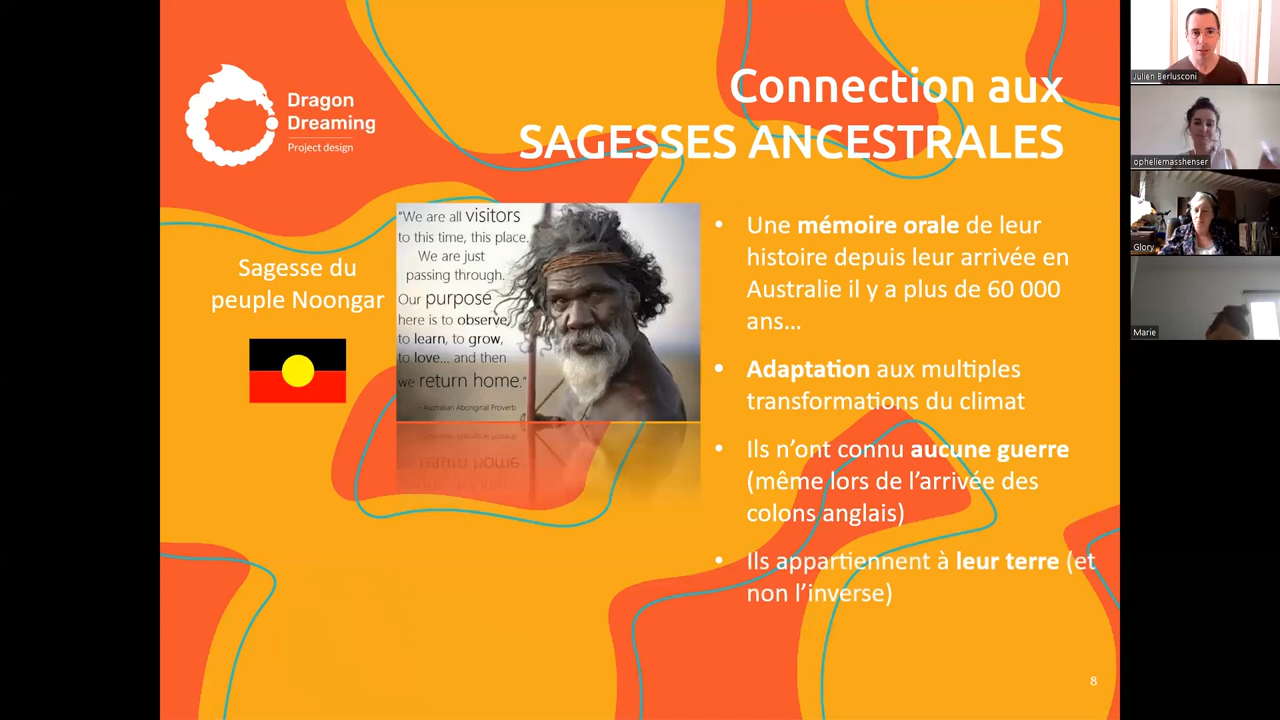 Dragon
Dreaming
Project design
Connection aux
SAGESSES ANCESTRALES
Sagesse du
peuple Noongar
"We are all visitors
to this time, this place.
We are just
passing through.
Our purpose
here is to observe,
to learn, to grow,
to love... and then
we return home."
- Australian Aboriginal Proverb
• Une mémoire orale de leur
histoire depuis leur arrivée en
Australie il y a plus de 60 000
ans…
• Adaptation aux multiples
transformations du climat
• Ils n’ont connu aucune guerre
(même lors de l’arrivée des
colons anglais)
• Ils appartiennent à leur terre (et
non l’inverse)
8
Julien Berlusconi
opheliemasshenser
Glory
Marie